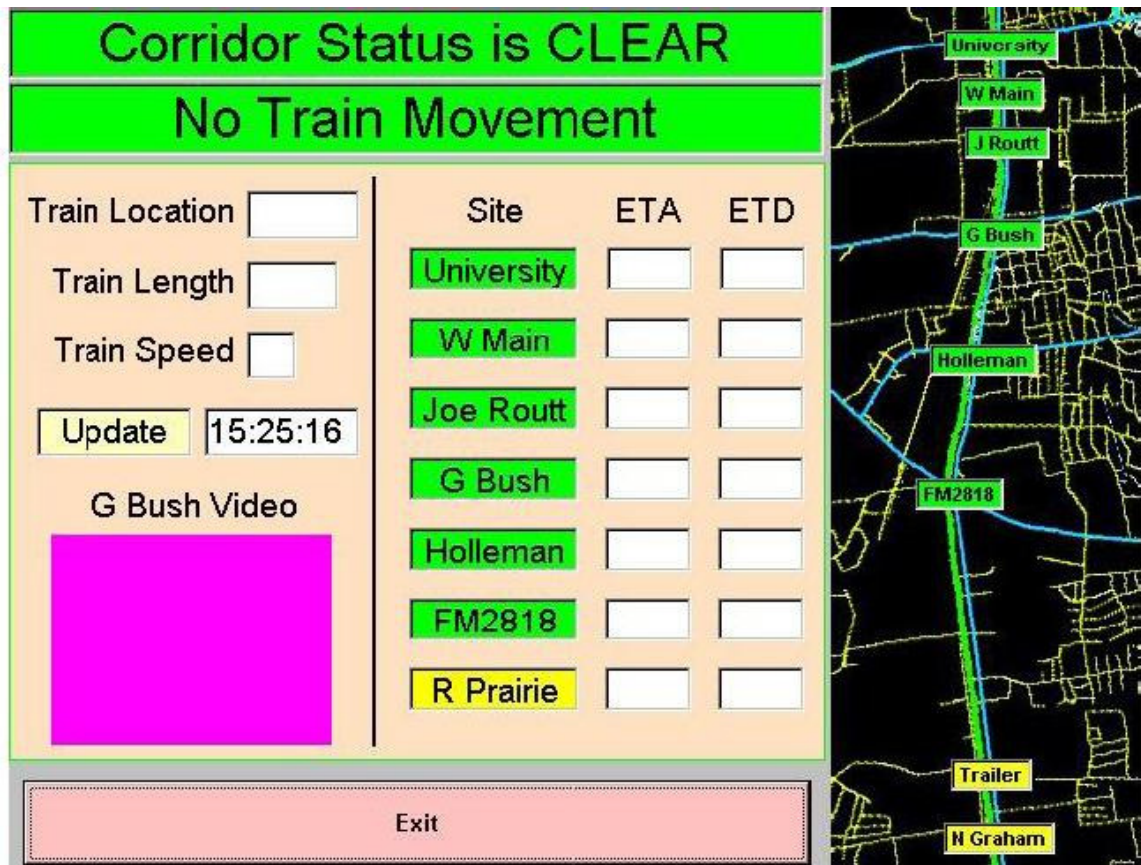 Corridor Status is CLEAR
No Train Movement
Train Location
Train Length
Train Speed
Update 15:25:16
G Bush Video
Site ETA ETD
University
W Main
Joe Routt
G Bush
Holleman
FM2818
R Prairie
Exit
University
W Main
J Routt
G Bush
Holleman
FM2818
Trailer
N Graham